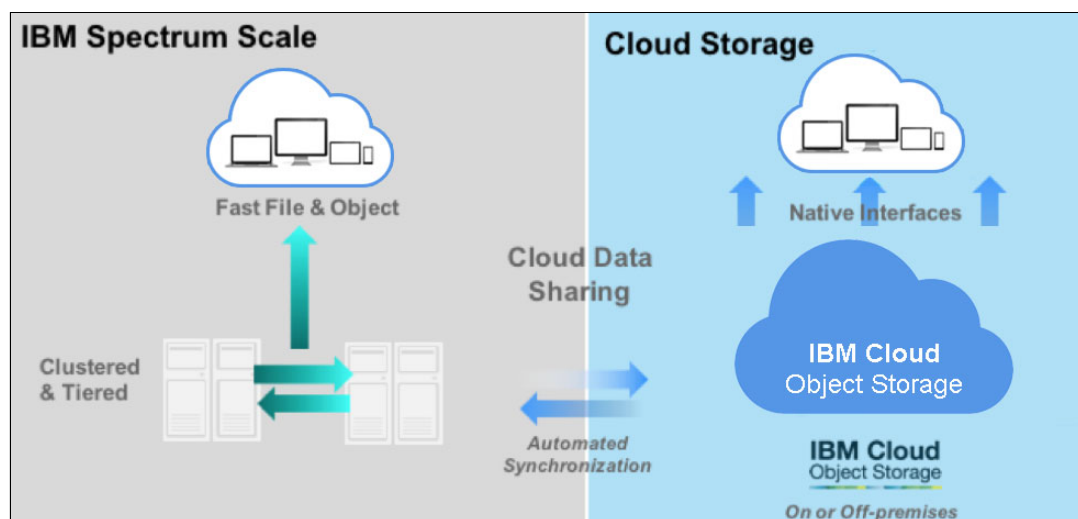 IBM Spectrum Scale
Fast File & Object
Clustered
& Tiered
Cloud Data
Sharing
Automated
Synchronization
Cloud Storage
Native Interfaces
IBM Cloud
Object Storage
IBM Cloud
Object Storage
On or Off-premises